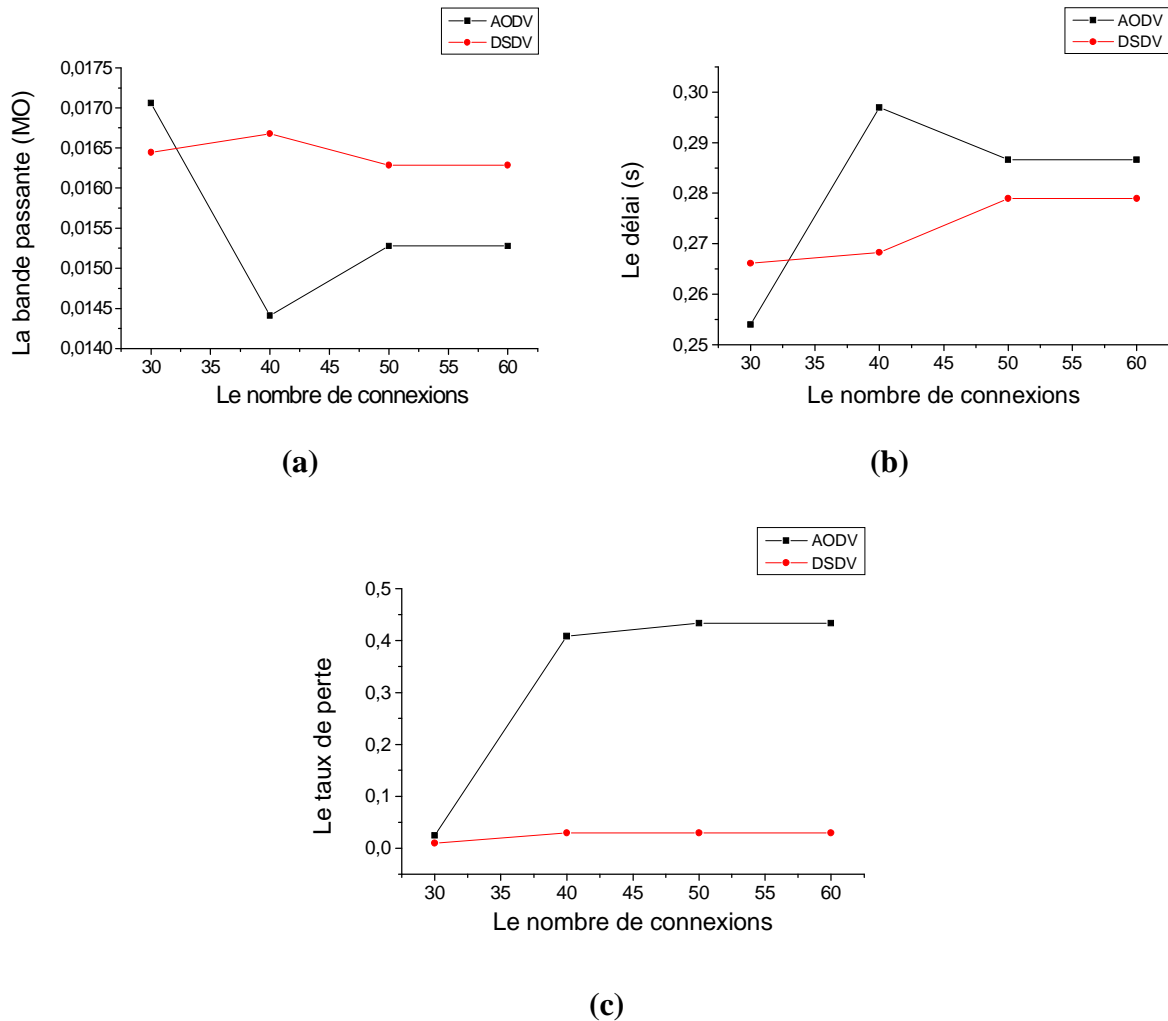 AODV
DSDV
0,0175
0,0170
0,0165
0,0160
0,0155
0,0150
0,0145
0,0140
La bande passante (MO)
30 35 40 45 50 55 60
Le nombre de connexions
(a)
AODV
DSDV
0,30
0,29
0,28
0,27
0,26
0,25
Le délai (s)
30 35 40 45 50 55 60
Le nombre de connexions
(b)
AODV
DSDV
0,5
0,4
0,3
0,2
0,1
0,0
Le taux de perte
30 35 40 45 50 55 60
Le nombre de connexions
(c)